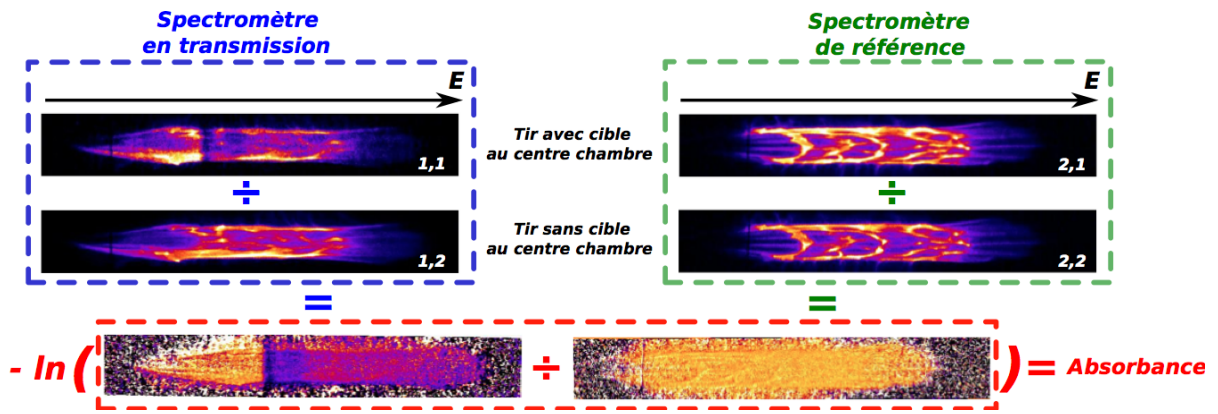 Spectromètre
en transmission
Spectromètre
de référence
E
E
1,1
Tir avec cible
au centre chambre
2,1
÷
÷
1,2
Tir sans cible
au centre chambre
2,2
=
=
- ln ( ÷ ) = Absorbance